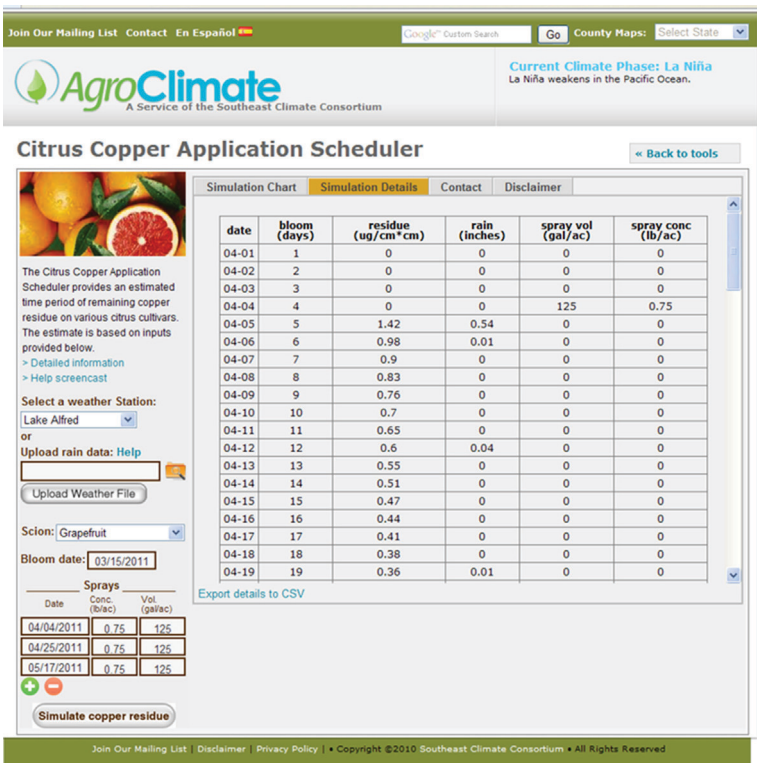 Join Our Mailing List Contact En Español
Google™ Custom Search
Go
County Maps:
Select State
AgroClimate
A Service of the Southeast Climate Consortium
Current Climate Phase: La Niña
La Niña weakens in the Pacific Ocean.
Citrus Copper Application Scheduler
« Back to tools
The Citrus Copper Application
Scheduler provides an estimated
time period of remaining copper
residue on various citrus cultivars.
The estimate is based on inputs
provided below.
> Detailed information
> Help screencast
Select a weather Station:
Lake Alfred
or
Upload rain data: Help
Upload Weather File
Scion: Grapefruit
Bloom date: 03/15/2011
Sprays
Date Conc. (lb/ac) Vol. (gal/ac)
04/04/2011 0.75 125
04/25/2011 0.75 125
05/17/2011 0.75 125
Simulate copper residue
Simulation Chart Simulation Details Contact Disclaimer
date bloom (days) residue (ug/cm*cm) rain (inches) spray vol (gal/ac) spray conc (lb/ac)
04-01 1 0 0 0 0
04-02 2 0 0 0 0
04-03 3 0 0 0 0
04-04 4 0 0 125 0.75
04-05 5 1.42 0.54 0 0
04-06 6 0.98 0.01 0 0
04-07 7 0.9 0 0 0
04-08 8 0.83 0 0 0
04-09 9 0.76 0 0 0
04-10 10 0.7 0 0 0
04-11 11 0.65 0 0 0
04-12 12 0.6 0.04 0 0
04-13 13 0.55 0 0 0
04-14 14 0.51 0 0 0
04-15 15 0.47 0 0 0
04-16 16 0.44 0 0 0
04-17 17 0.41 0 0 0
04-18 18 0.38 0 0 0
04-19 19 0.36 0.01 0 0
Export details to CSV
Join Our Mailing List | Disclaimer | Privacy Policy | • Copyright ©2010 Southeast Climate Consortium • All Rights Reserved